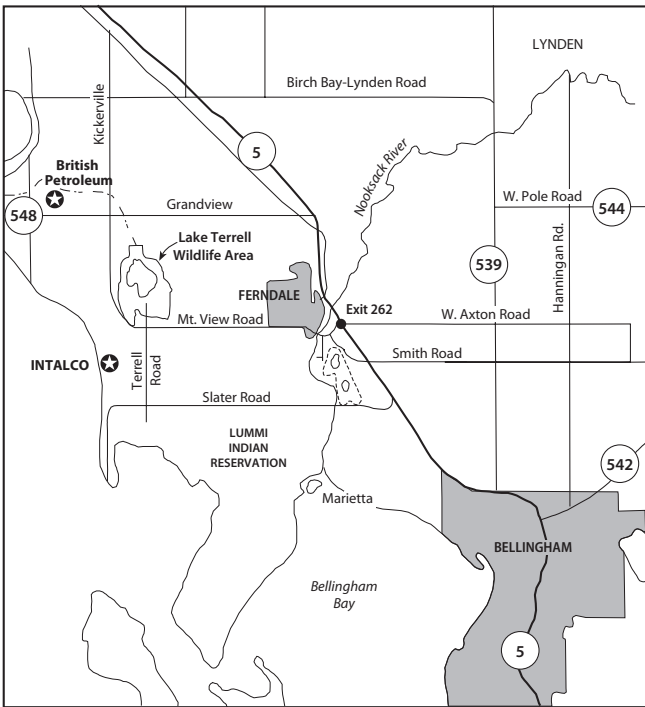 LYNDEN
Birch Bay-Lynden Road
Kickerville
5
Nooksack River
British
Petroleum
548
Grandview
W. Pole Road
544
Lake Terrell
Wildlife Area
Hanningan Rd.
539
FERNDALE
Exit 262
Mt. View Road
W. Axton Road
INTALCO
Terrell
Road
Smith Road
Slater Road
LUMMI
INDIAN
RESERVATION
542
Marietta
BELLINGHAM
Bellingham
Bay
5